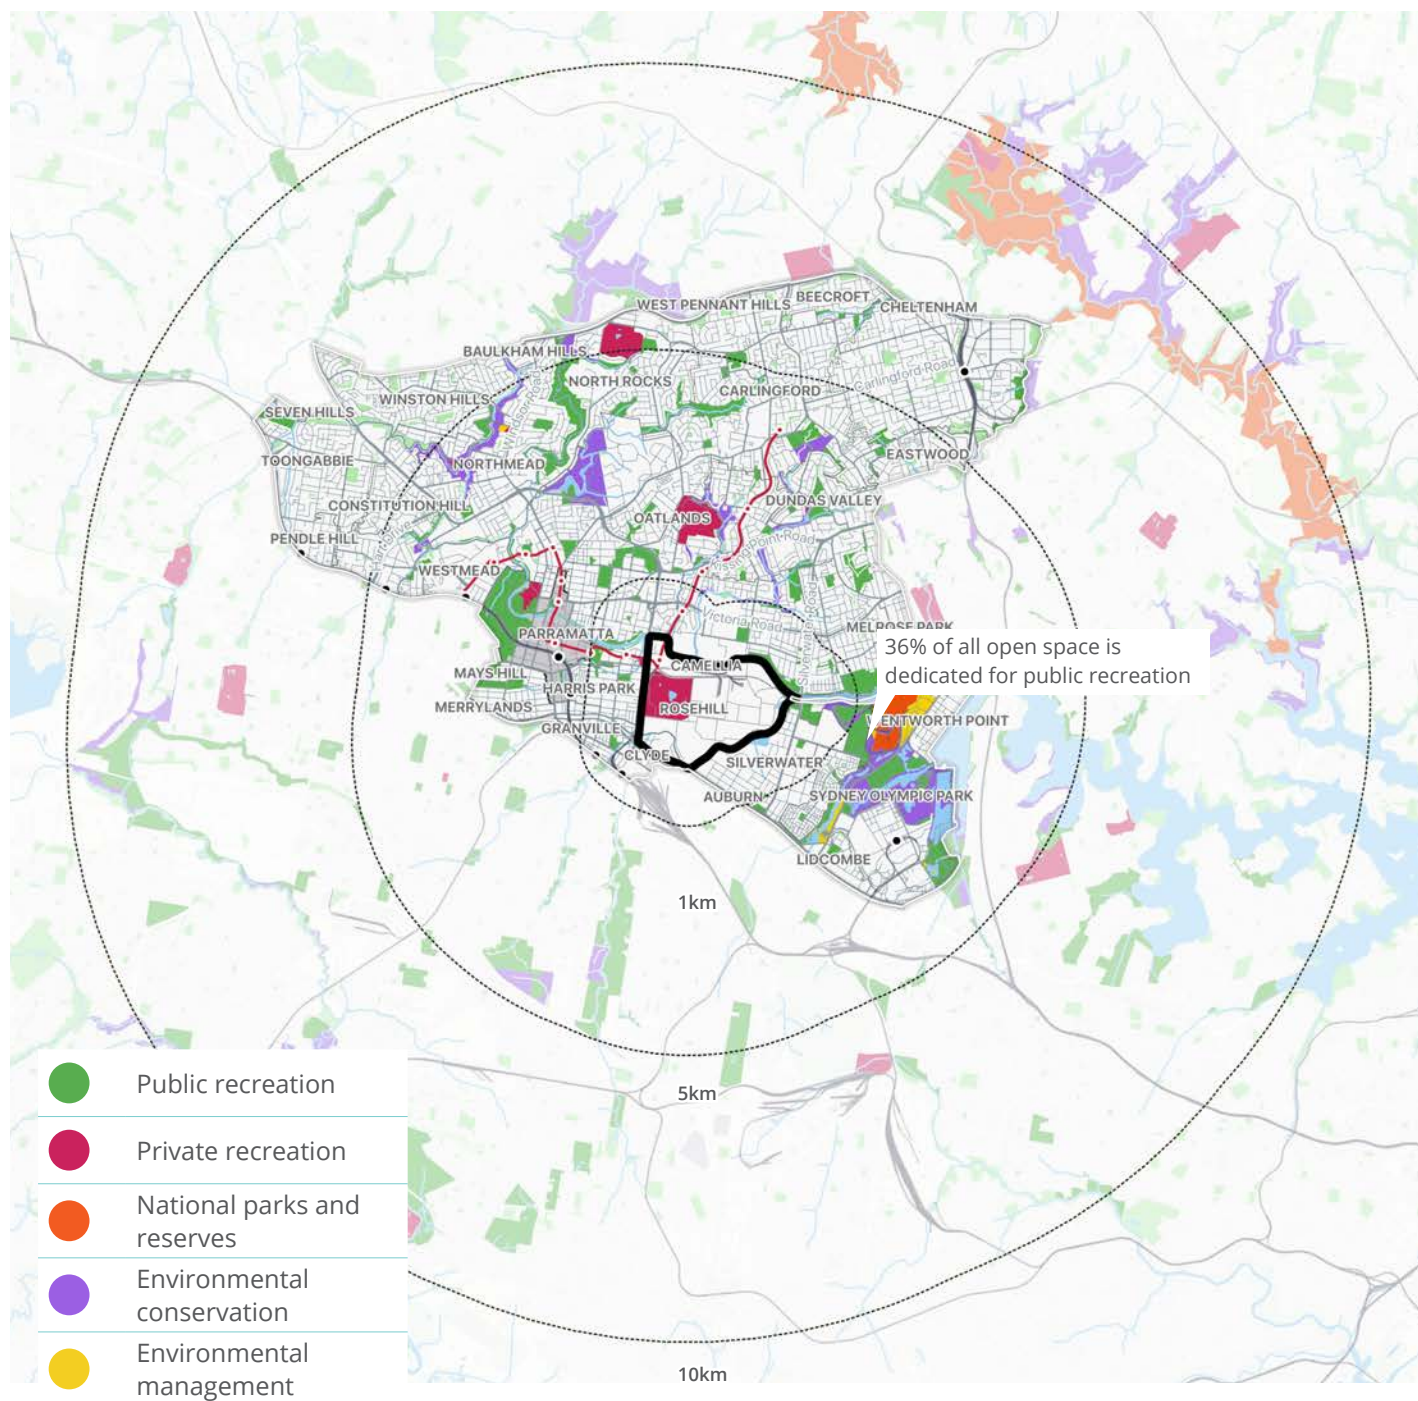 WEST PENNANT HILLS
BEECROFT
CHELTENHAM
BAULKHAM HILLS
NORTH ROCKS
CARLINGFORD
Carlingford Road
WINSTON HILLS
SEVEN HILLS
TOONGABBIE
NORTHMEAD
EASTWOOD
CONSTITUTION HILL
OATLANDS
DUNDAS VALLEY
PENDLE HILL
WESTMEAD
Victoria Road
MELROSE PARK
PARRAMATTA
36% of all open space is
dedicated for public recreation
MAYS HILL
CAMELLIA
HARRIS PARK
MERRYLANDS
ROSEHILL
WENTWORTH POINT
GRANVILLE
CLYDE
SILVERWATER
AUBURN
SYDNEY OLYMPIC PARK
LIDCOMBE
1km
5km
10km
Public recreation
Private recreation
National parks and
reserves
Environmental
conservation
Environmental
management